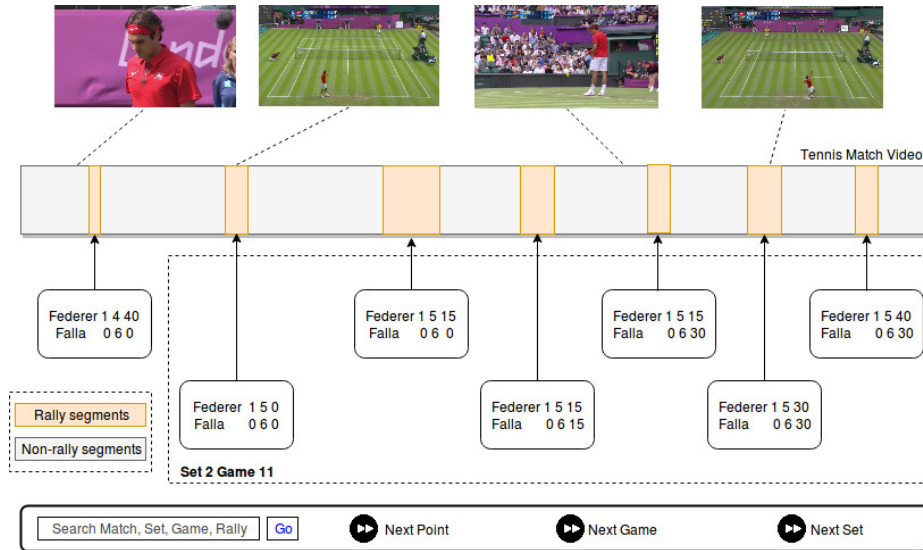 Tennis Match Video
Federer 1 4 40
Falla 0 6 0
Federer 1 5 15
Falla 0 6 0
Federer 1 5 15
Falla 0 6 30
Federer 1 5 40
Falla 0 6 30
Federer 1 5 0
Falla 0 6 0
Federer 1 5 15
Falla 0 6 15
Federer 1 5 30
Falla 0 6 30
Rally segments
Non-rally segments
Set 2 Game 11
Search Match, Set, Game, Rally
Go
Next Point
Next Game
Next Set